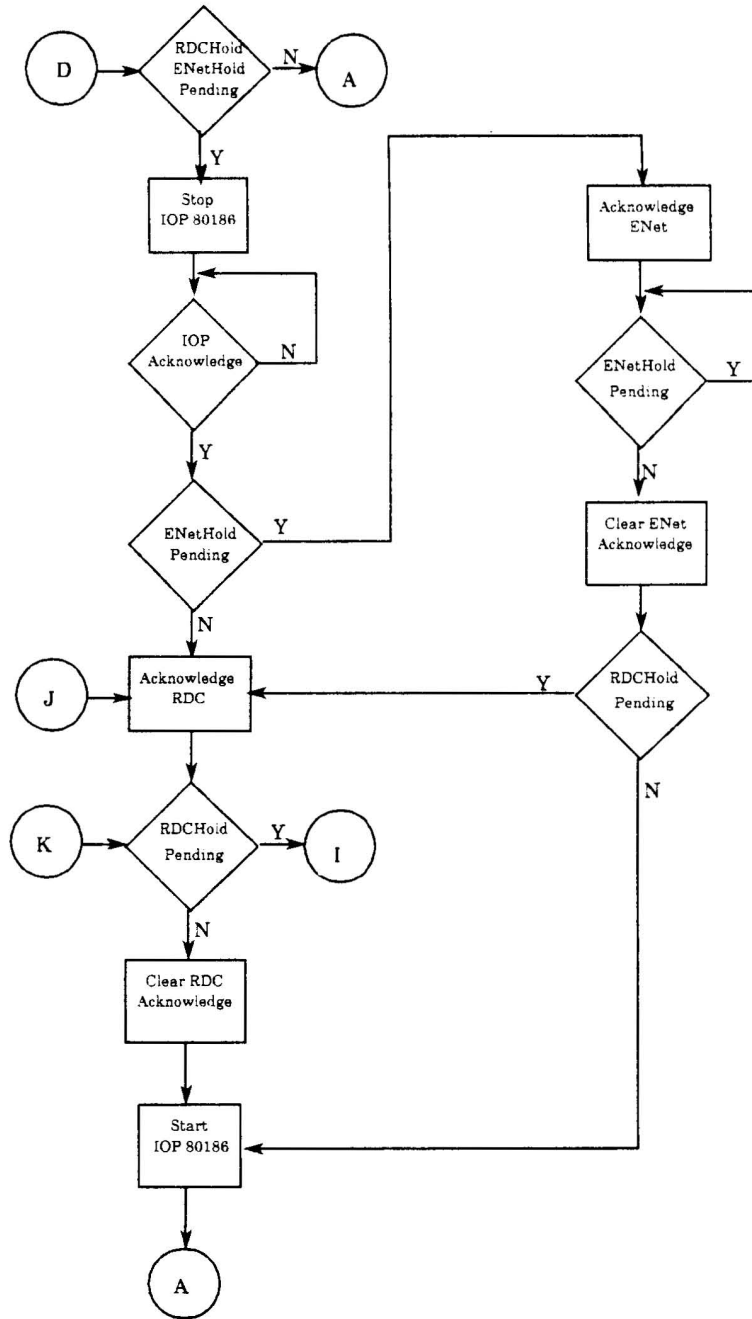 D
RDCHold
ENetHold
Pending
N
A
Y
Stop
IOP 80186
IOP
Acknowledge
N
Y
ENetHold
Pending
Y
N
Acknowledge
ENet
ENetHold
Pending
Y
N
Clear ENet
Acknowledge
RDCHold
Pending
Y
N
J
Acknowledge
RDC
K
RDCHold
Pending
Y
I
N
Clear RDC
Acknowledge
Start
IOP 80186
A